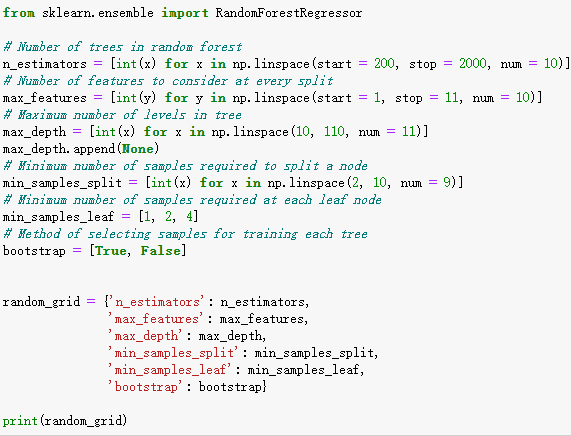 from sklearn.ensemble import RandomForestRegressor
# Number of trees in random forest
n_estimators = [int(x) for x in np.linspace(start = 200, stop = 2000, num = 10)]
# Number of features to consider at every split
max_features = [int(y) for y in np.linspace(start = 1, stop = 11, num = 10)]
# Maximum number of levels in tree
max_depth = [int(x) for x in np.linspace(10, 110, num = 11)]
max_depth.append(None)
# Minimum number of samples required to split a node
min_samples_split = [int(x) for x in np.linspace(2, 10, num = 9)]
# Minimum number of samples required at each leaf node
min_samples_leaf = [1, 2, 4]
# Method of selecting samples for training each tree
bootstrap = [True, False]
random_grid = {'n_estimators': n_estimators,
'max_features': max_features,
'max_depth': max_depth,
'min_samples_split': min_samples_split,
'min_samples_leaf': min_samples_leaf,
'bootstrap': bootstrap}
print(random_grid)